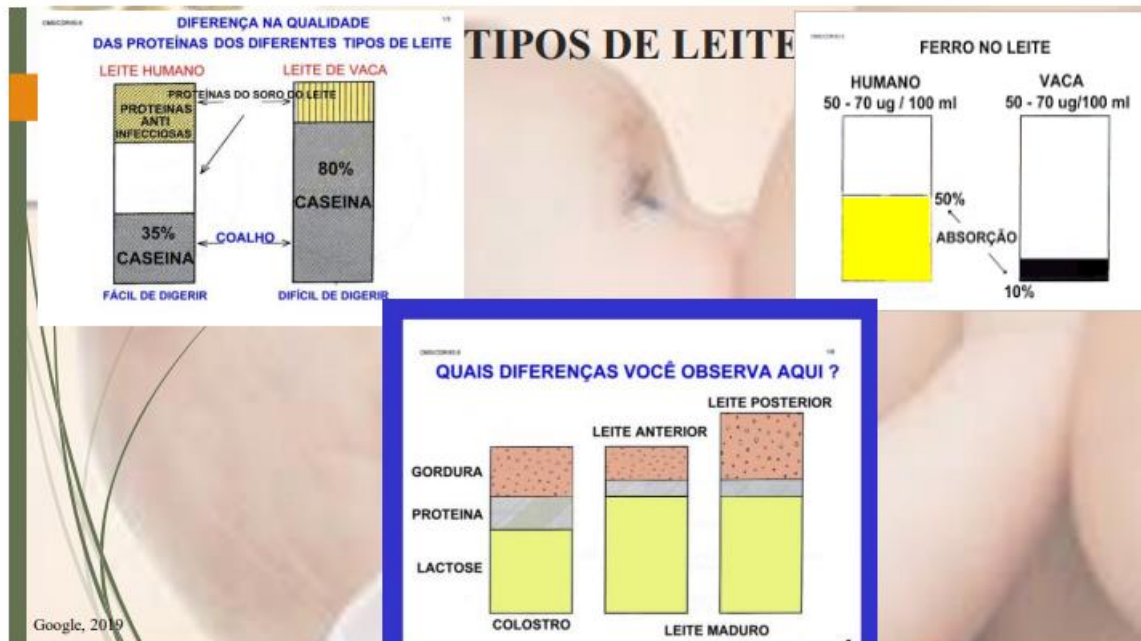 TIPOS DE LEITE
DIFERENÇA NA QUALIDADE
1/5
DAS PROTEÍNAS DOS DIFERENTES TIPOS DE LEITE
LEITE HUMANO
LEITE DE VACA
PROTEÍNAS DO SORO DO LEITE
PROTEINAS
ANTI
INFECCIOSAS
80%
CASEINA
35%
CASEINA
COALHO
FÁCIL DE DIGERIR
DIFÍCIL DE DIGERIR
FERRO NO LEITE
HUMANO
50 - 70 ug / 100 ml
VACA
50 - 70 ug/100 ml
50%
ABSORÇÃO
10%
QUAIS DIFERENÇAS VOCÊ OBSERVA AQUI ?
LEITE POSTERIOR
LEITE ANTERIOR
GORDURA
PROTEINA
LACTOSE
COLOSTRO
LEITE MADURO
Google, 2019